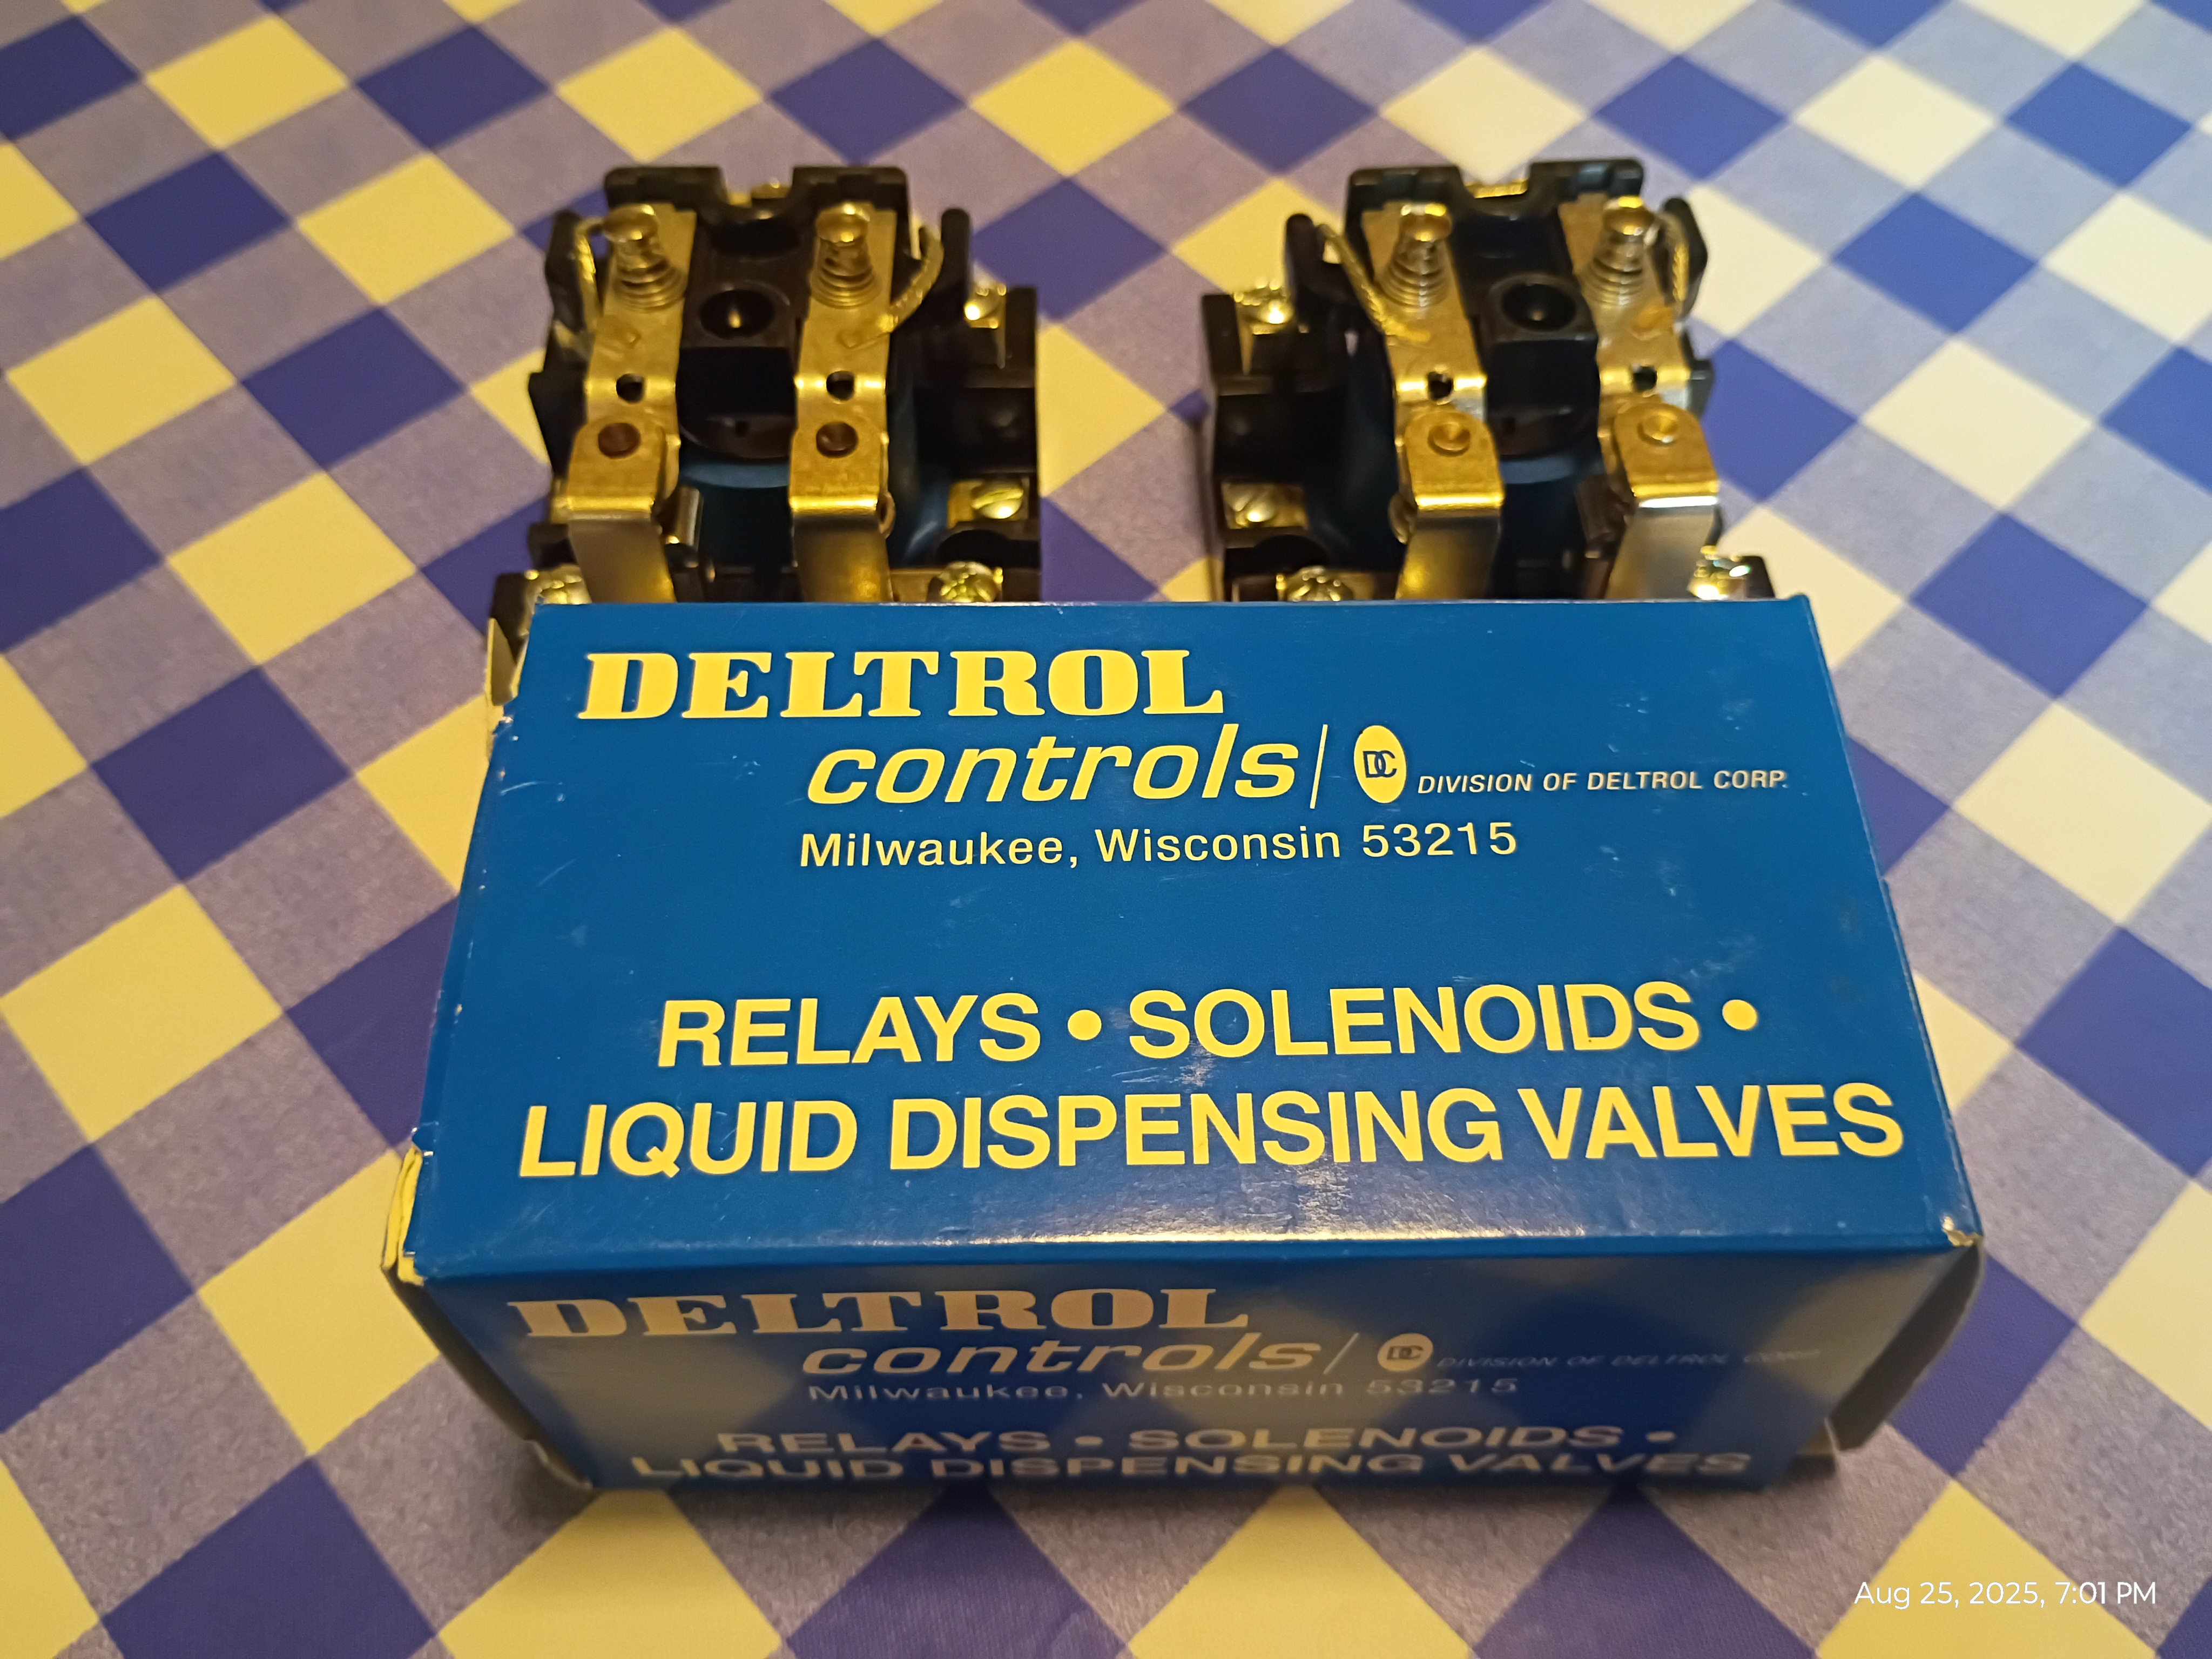 DELTROL
controls / DC DIVISION OF DELTROL CORP.
Milwaukee, Wisconsin 53215
RELAYS • SOLENOIDS •
LIQUID DISPENSING VALVES
DELTROL
controls / DC DIVISION OF DELTROL CORP
Milwaukee, Wisconsin 53215
RELAYS • SOLENOIDS •
LIQUID DISPENSING VALVES
Aug 25, 2025, 7:01 PM